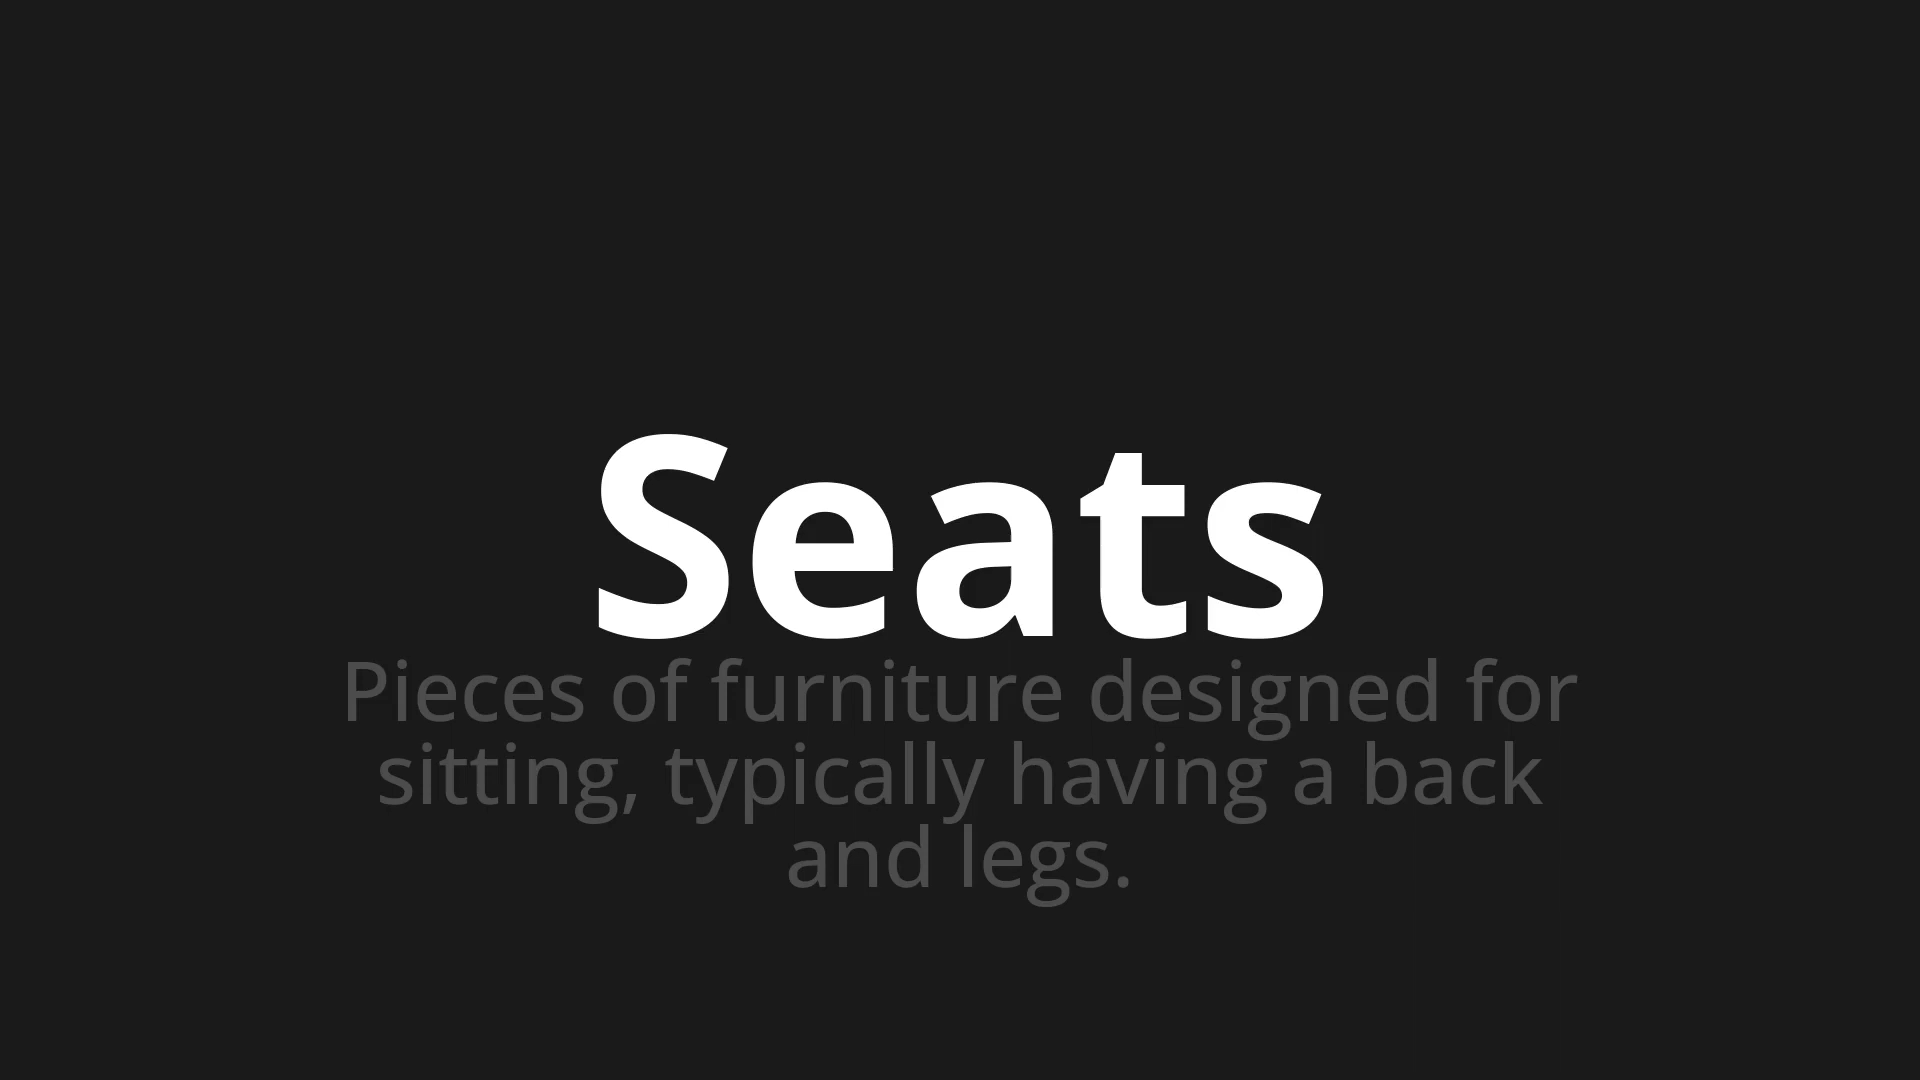 Seats
Pieces of furniture designed for
sitting, typically having a back
and legs.